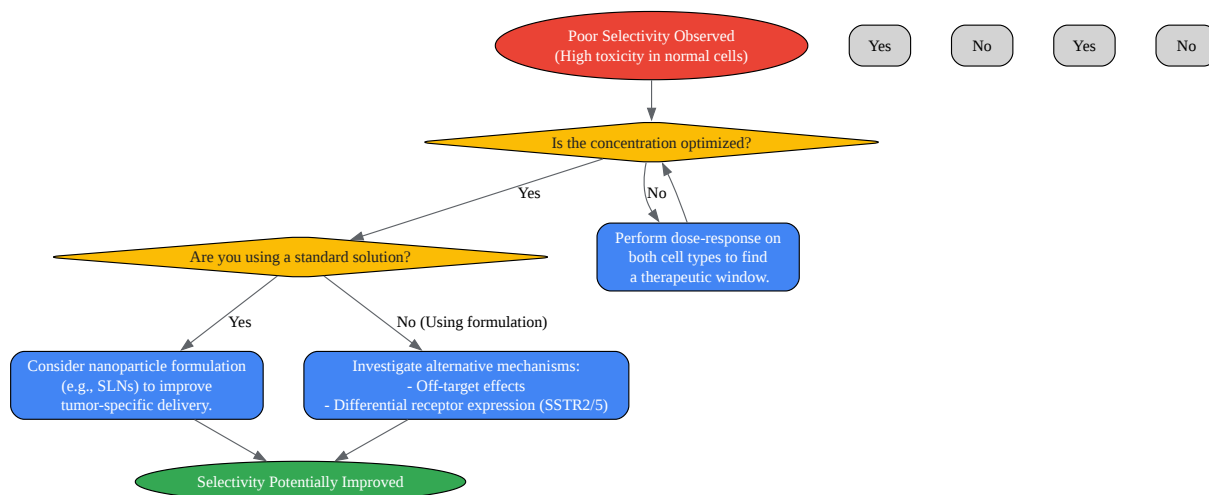 Poor Selectivity Observed
(High toxicity in normal cells)
Yes
No
Yes
No
Is the concentration optimized?
Yes
No
Perform dose-response on
both cell types to find
a therapeutic window.
Are you using a standard solution?
Yes
No (Using formulation)
Consider nanoparticle formulation
(e.g., SLNs) to improve
tumor-specific delivery.
Investigate alternative mechanisms:
- Off-target effects
- Differential receptor expression (SSTR2/5)
Selectivity Potentially Improved